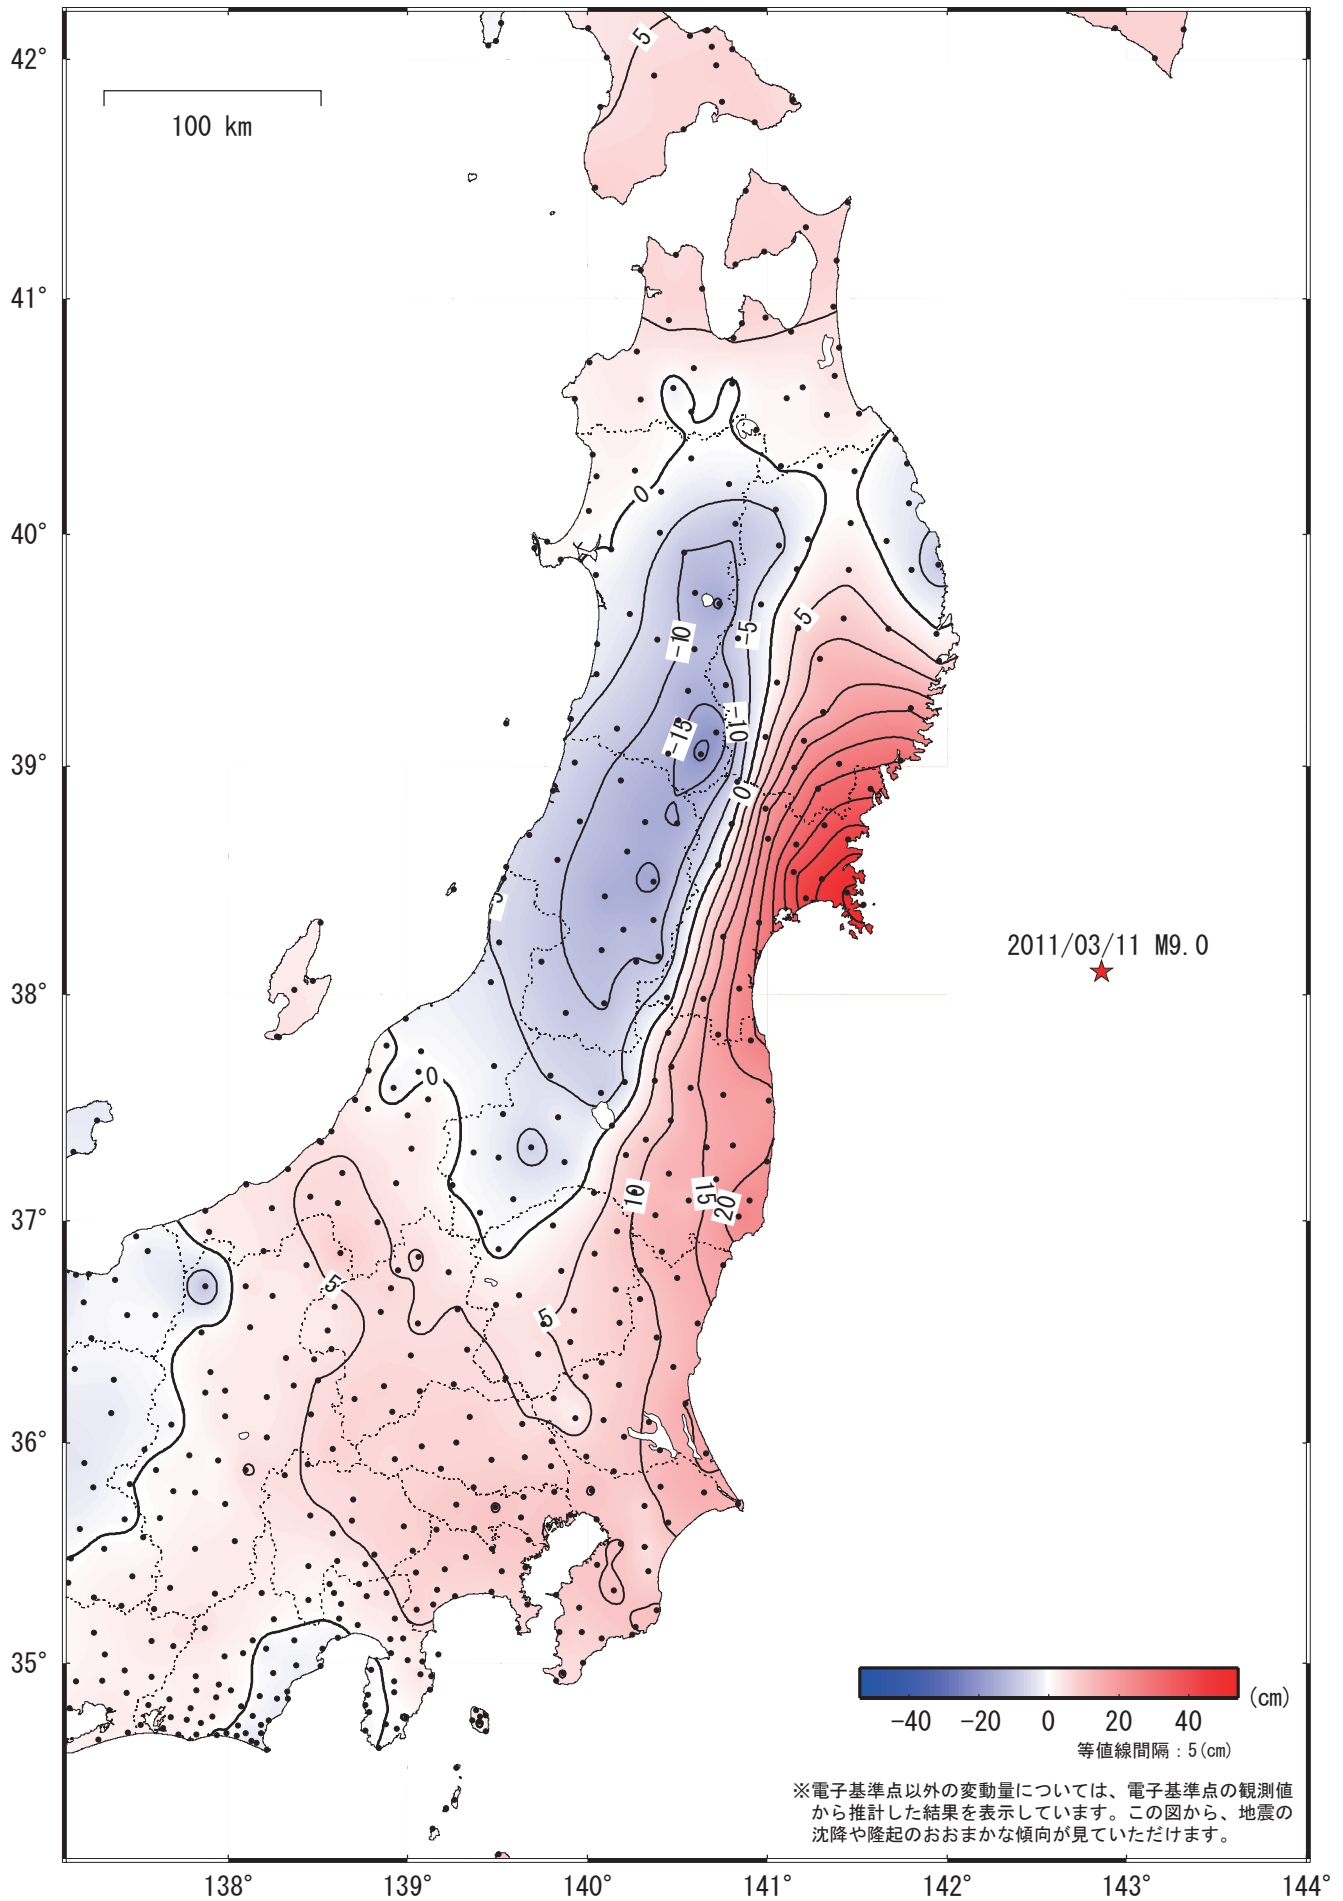 42°
41°
40°
39°
38°
37°
36°
35°
100 km
5
0
-10
-5
5
-15
-10
0
5
2011/03/11 M9.0
0
10
15
20
5
5
(cm)
-40 -20 0 20 40
等値線間隔：5(cm)
※電子基準点以外の変動量については、電子基準点の観測値
から推計した結果を表示しています。この図から、地震の
沈降や隆起のおおまかな傾向が見ていただけます。
138° 139° 140° 141° 142° 143° 144°